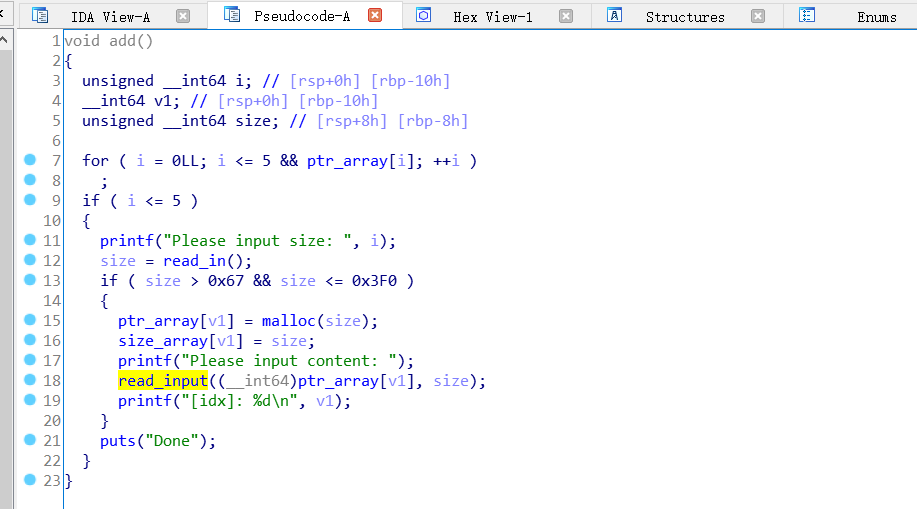 IDA View-A Pseudocode-A Hex View-1 Structures Enums
1 void add()
2 {
3   unsigned __int64 i; // [rsp+0h] [rbp-10h]
4   __int64 v1; // [rsp+0h] [rbp-10h]
5   unsigned __int64 size; // [rsp+8h] [rbp-8h]
6
7   for ( i = 0LL; i <= 5 && ptr_array[i]; ++i )
8     ;
9   if ( i <= 5 )
10   {
11     printf("Please input size: ", i);
12     size = read_in();
13     if ( size > 0x67 && size <= 0x3F0 )
14     {
15       ptr_array[v1] = malloc(size);
16       size_array[v1] = size;
17       printf("Please input content: ");
18       read_input((__int64)ptr_array[v1], size);
19       printf("[idx]: %d\n", v1);
20     }
21     puts("Done");
22   }
23 }